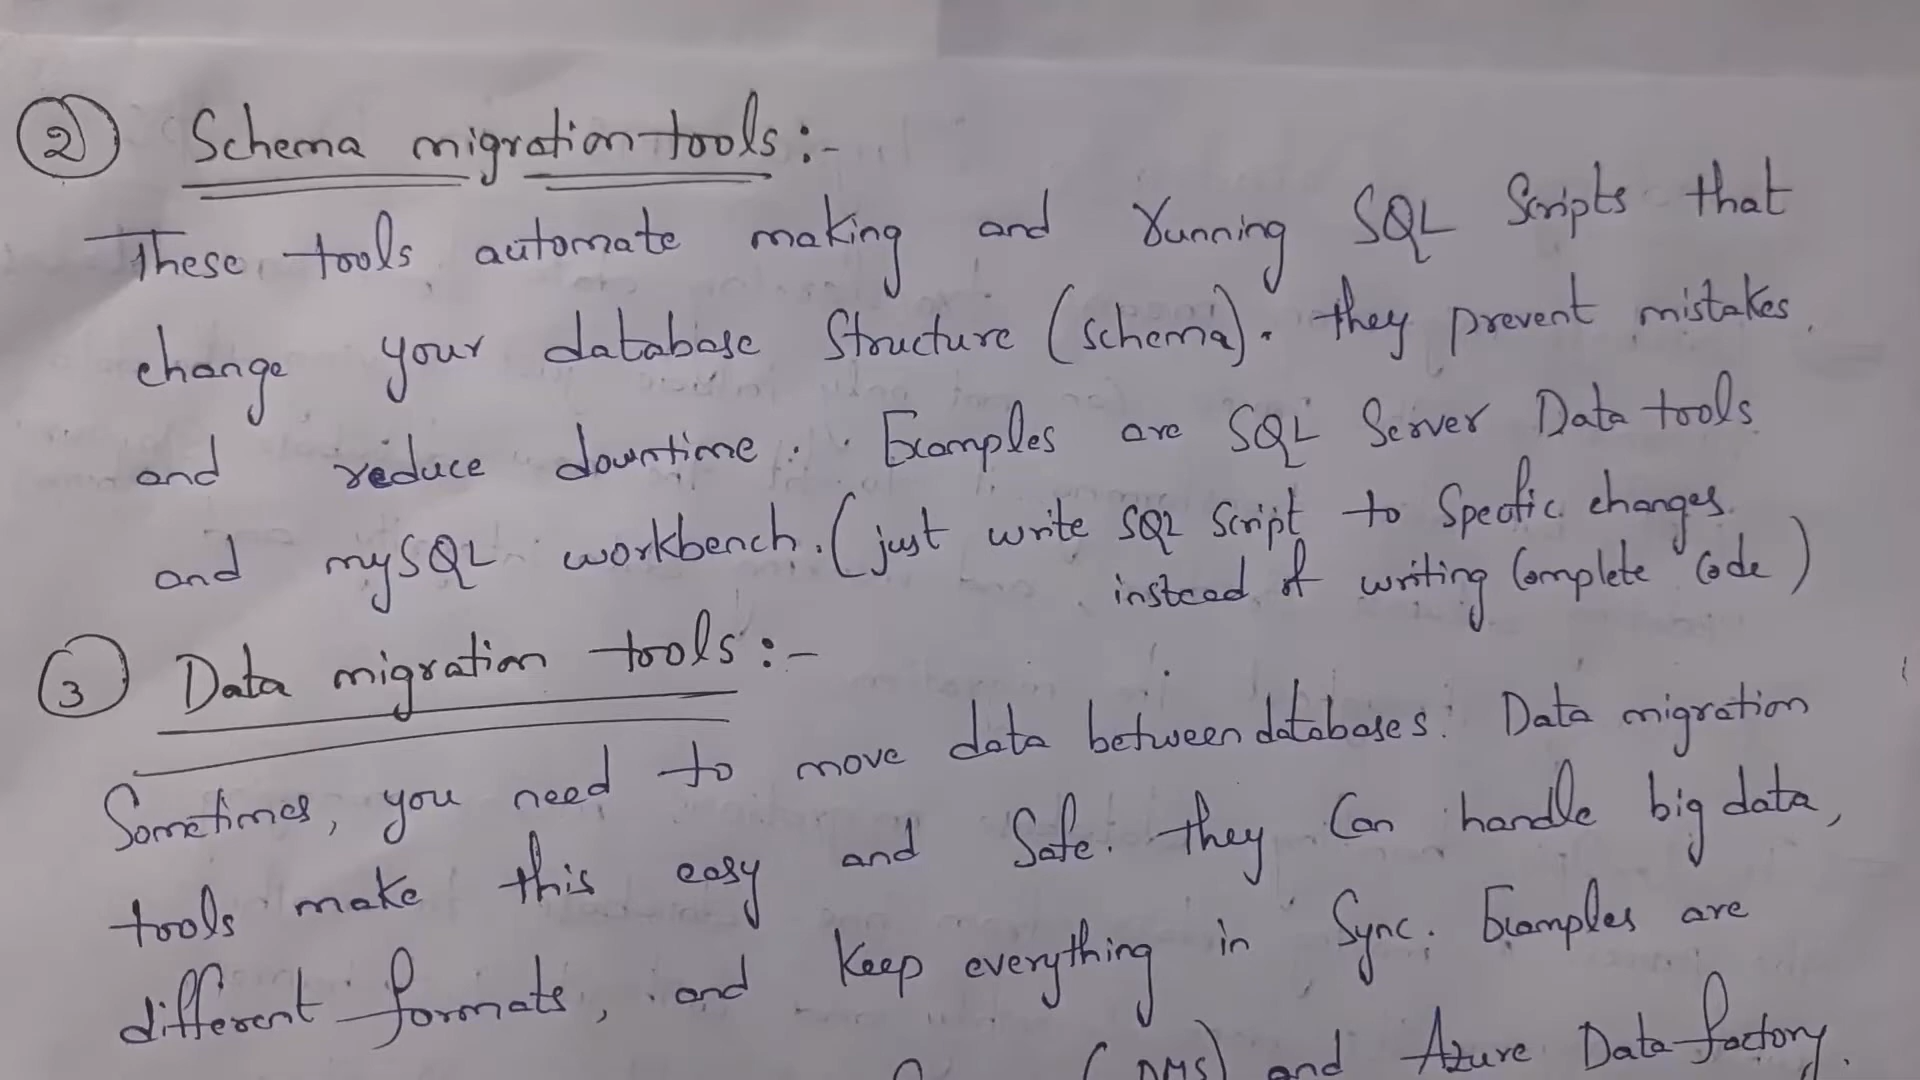 ② Schema migration tools :-
These tools automate making and running SQL Scripts that
change your database Structure (schema). they prevent mistakes
and reduce downtime. Examples are SQL Server Data tools
and mySQL workbench. (just write SQL Script to Specific changes
instead of writing Complete Code)
③ Data migration tools :-
Sometimes, you need to move data between databases. Data migration
tools make this easy and Safe. they Can handle big data,
different formats, and keep everything in Sync. Examples are
(DMS) and Azure Data factory.